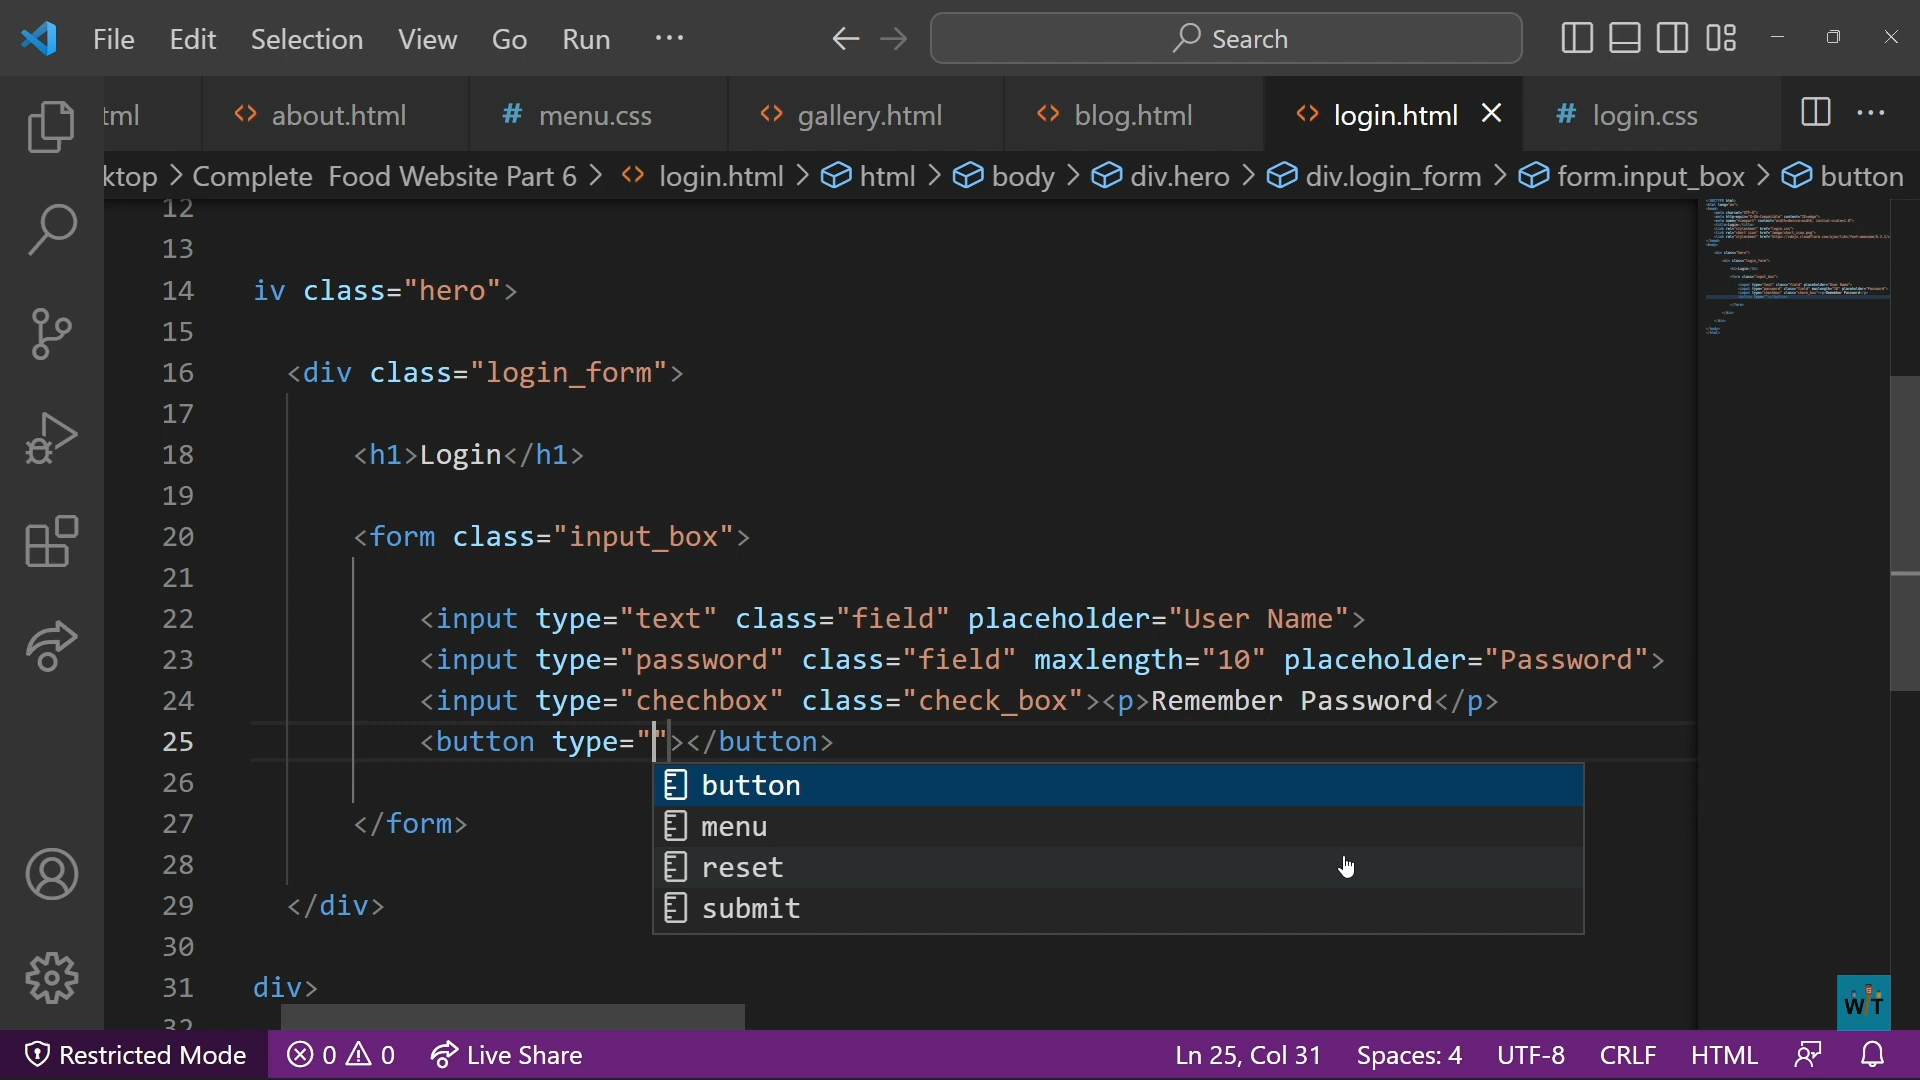 File Edit Selection View Go Run ··· Search
tml about.html menu.css gallery.html blog.html login.html login.css
ktop > Complete Food Website Part 6 > login.html > html > body > div.hero > div.login_form > form.input_box > button
12
13
14 iv class="hero">
15
16 <div class="login_form">
17
18 <h1>Login</h1>
19
20 <form class="input_box">
21
22 <input type="text" class="field" placeholder="User Name">
23 <input type="password" class="field" maxlength="10" placeholder="Password">
24 <input type="chechbox" class="check_box"><p>Remember Password</p>
25 <button type=""></button>
button
26
menu
27 </form>
reset
28
29 </div>
submit
30
31 div>
32
WIT
Restricted Mode 0 0 Live Share Ln 25, Col 31 Spaces: 4 UTF-8 CRLF HTML